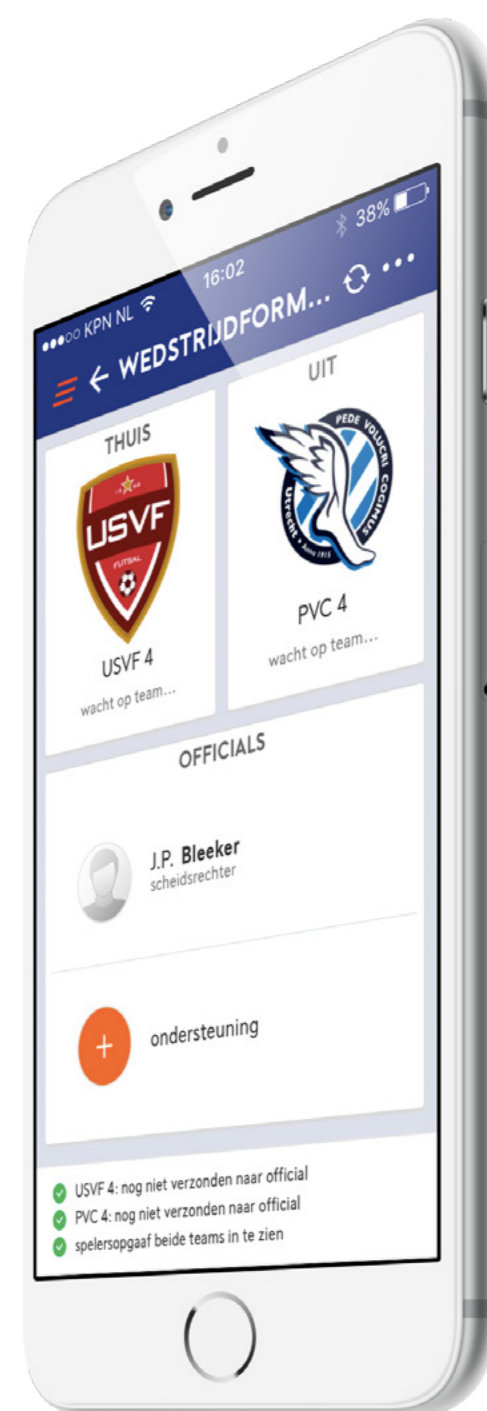 ●●●○○ KPN NL 16:02 38%
← WEDSTRIJDFORM... •••
THUIS
USVF
FUTSAL
USVF 4
wacht op team...
UIT
PEDE VOLUCRI COGIMUS
Utrecht • Anno 1915
PVC 4
wacht op team...
OFFICIALS
J.P. Bleeker
scheidsrechter
+ ondersteuning
USVF 4: nog niet verzonden naar official
PVC 4: nog niet verzonden naar official
spelersopgaaf beide teams in te zien